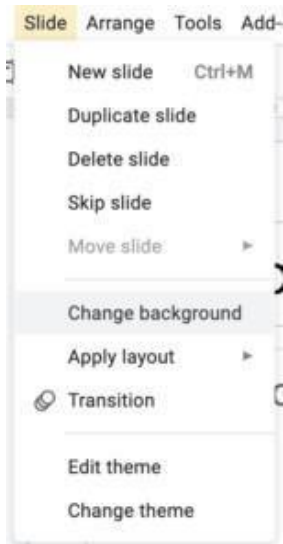 Slide Arrange Tools Add-
New slide Ctrl+M
Duplicate slide
Delete slide
Skip slide
Move slide
Change background
Apply layout
Transition
Edit theme
Change theme